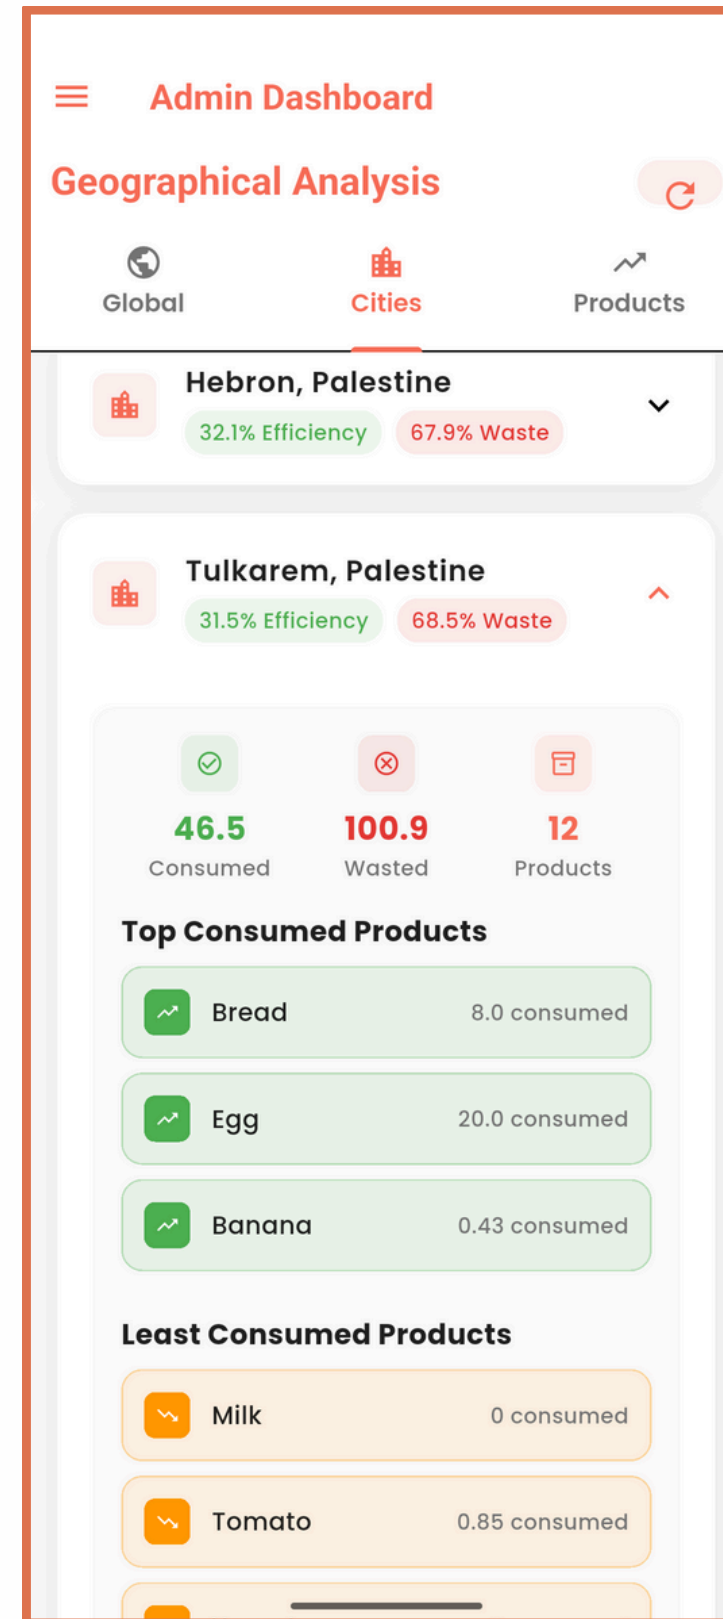 Admin Dashboard
Geographical Analysis
Global Cities Products
Hebron, Palestine
32.1% Efficiency 67.9% Waste
Tulkarem, Palestine
31.5% Efficiency 68.5% Waste
46.5 100.9 12
Consumed Wasted Products
Top Consumed Products
Bread 8.0 consumed
Egg 20.0 consumed
Banana 0.43 consumed
Least Consumed Products
Milk 0 consumed
Tomato 0.85 consumed